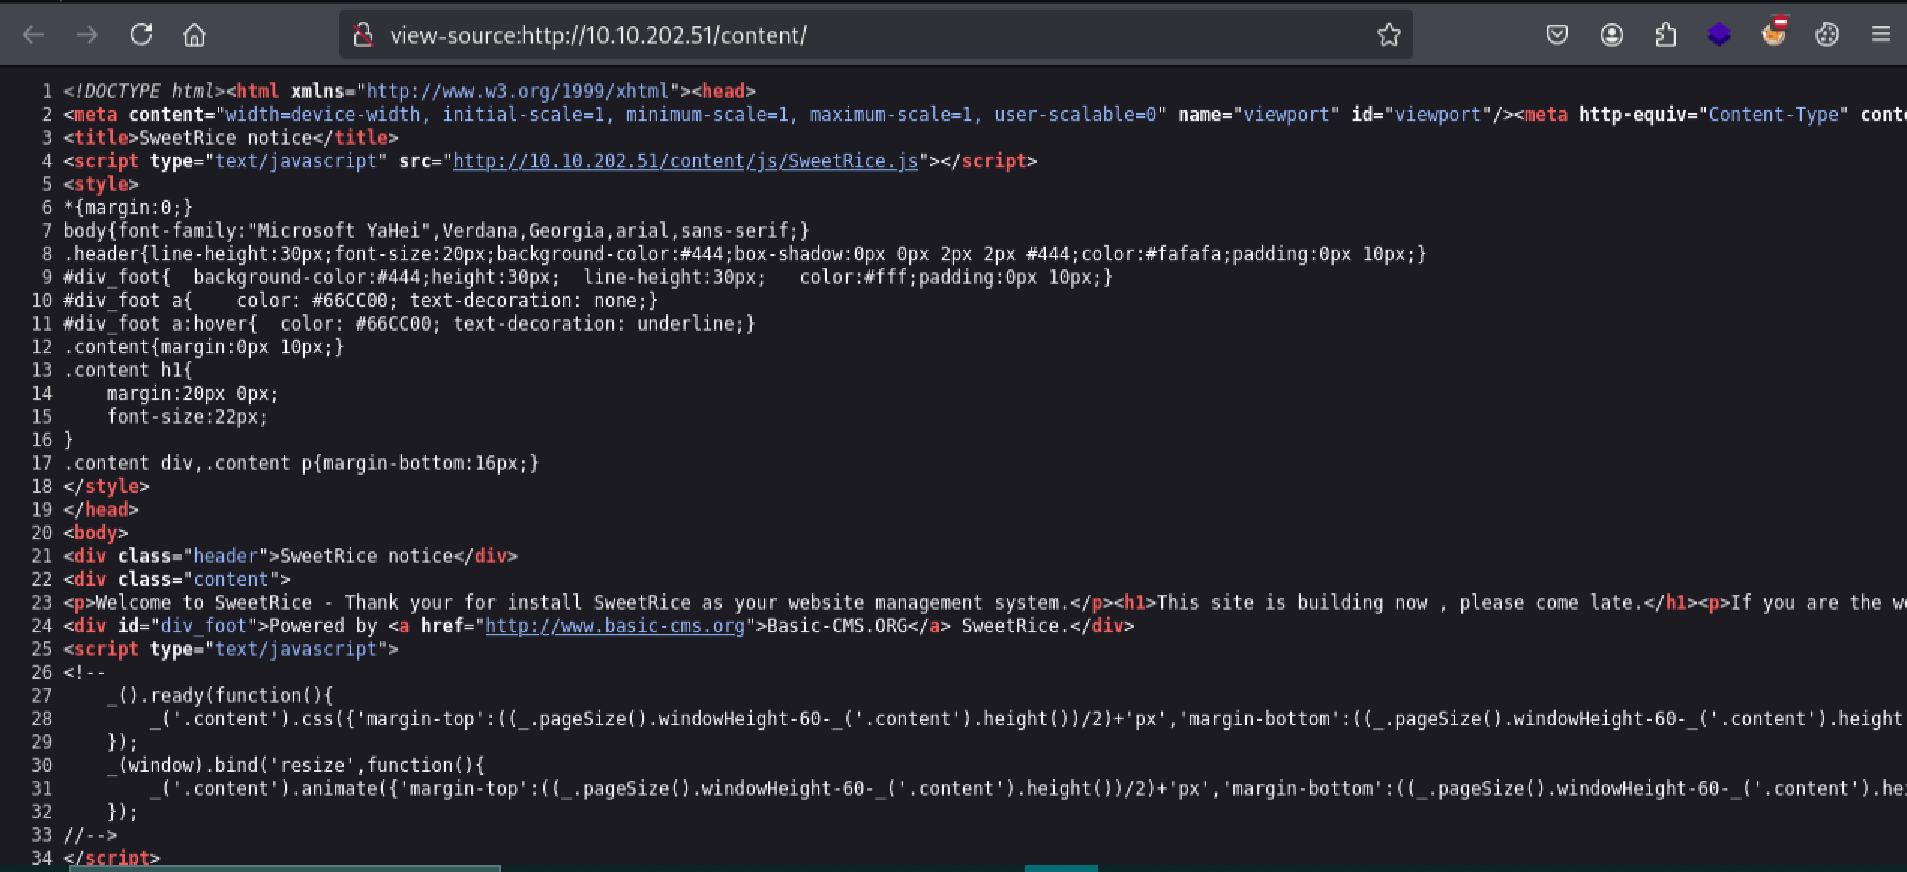 view-source:http://10.10.202.51/content/
1 <!DOCTYPE html><html xmlns="http://www.w3.org/1999/xhtml"><head>
2 <meta content="width=device-width, initial-scale=1, minimum-scale=1, maximum-scale=1, user-scalable=0" name="viewport" id="viewport"/><meta http-equiv="Content-Type" conte
3 <title>SweetRice notice</title>
4 <script type="text/javascript" src="http://10.10.202.51/content/js/SweetRice.js"></script>
5 <style>
6 *{margin:0;}
7 body{font-family:"Microsoft YaHei",Verdana,Georgia,arial,sans-serif;}
8 .header{line-height:30px;font-size:20px;background-color:#444;box-shadow:0px 0px 2px 2px #444;color:#fafafa;padding:0px 10px;}
9 #div_foot{  background-color:#444;height:30px;  line-height:30px;   color:#fff;padding:0px 10px;}
10 #div_foot a{    color: #66CC00; text-decoration: none;}
11 #div_foot a:hover{  color: #66CC00; text-decoration: underline;}
12 .content{margin:0px 10px;}
13 .content h1{
14     margin:20px 0px;
15     font-size:22px;
16 }
17 .content div,.content p{margin-bottom:16px;}
18 </style>
19 </head>
20 <body>
21 <div class="header">SweetRice notice</div>
22 <div class="content">
23 <p>Welcome to SweetRice - Thank your for install SweetRice as your website management system.</p><h1>This site is building now , please come late.</h1><p>If you are the we
24 <div id="div_foot">Powered by <a href="http://www.basic-cms.org">Basic-CMS.ORG</a> SweetRice.</div>
25 <script type="text/javascript">
26 <!--
27     _().ready(function(){
28         _('.content').css({'margin-top':((_.pageSize().windowHeight-60-_('.content').height())/2)+'px','margin-bottom':((_.pageSize().windowHeight-60-_('.content').height
29     });
30     _(window).bind('resize',function(){
31         _('.content').animate({'margin-top':((_.pageSize().windowHeight-60-_('.content').height())/2)+'px','margin-bottom':((_.pageSize().windowHeight-60-_('.content').he
32     });
33 //-->
34 </script>